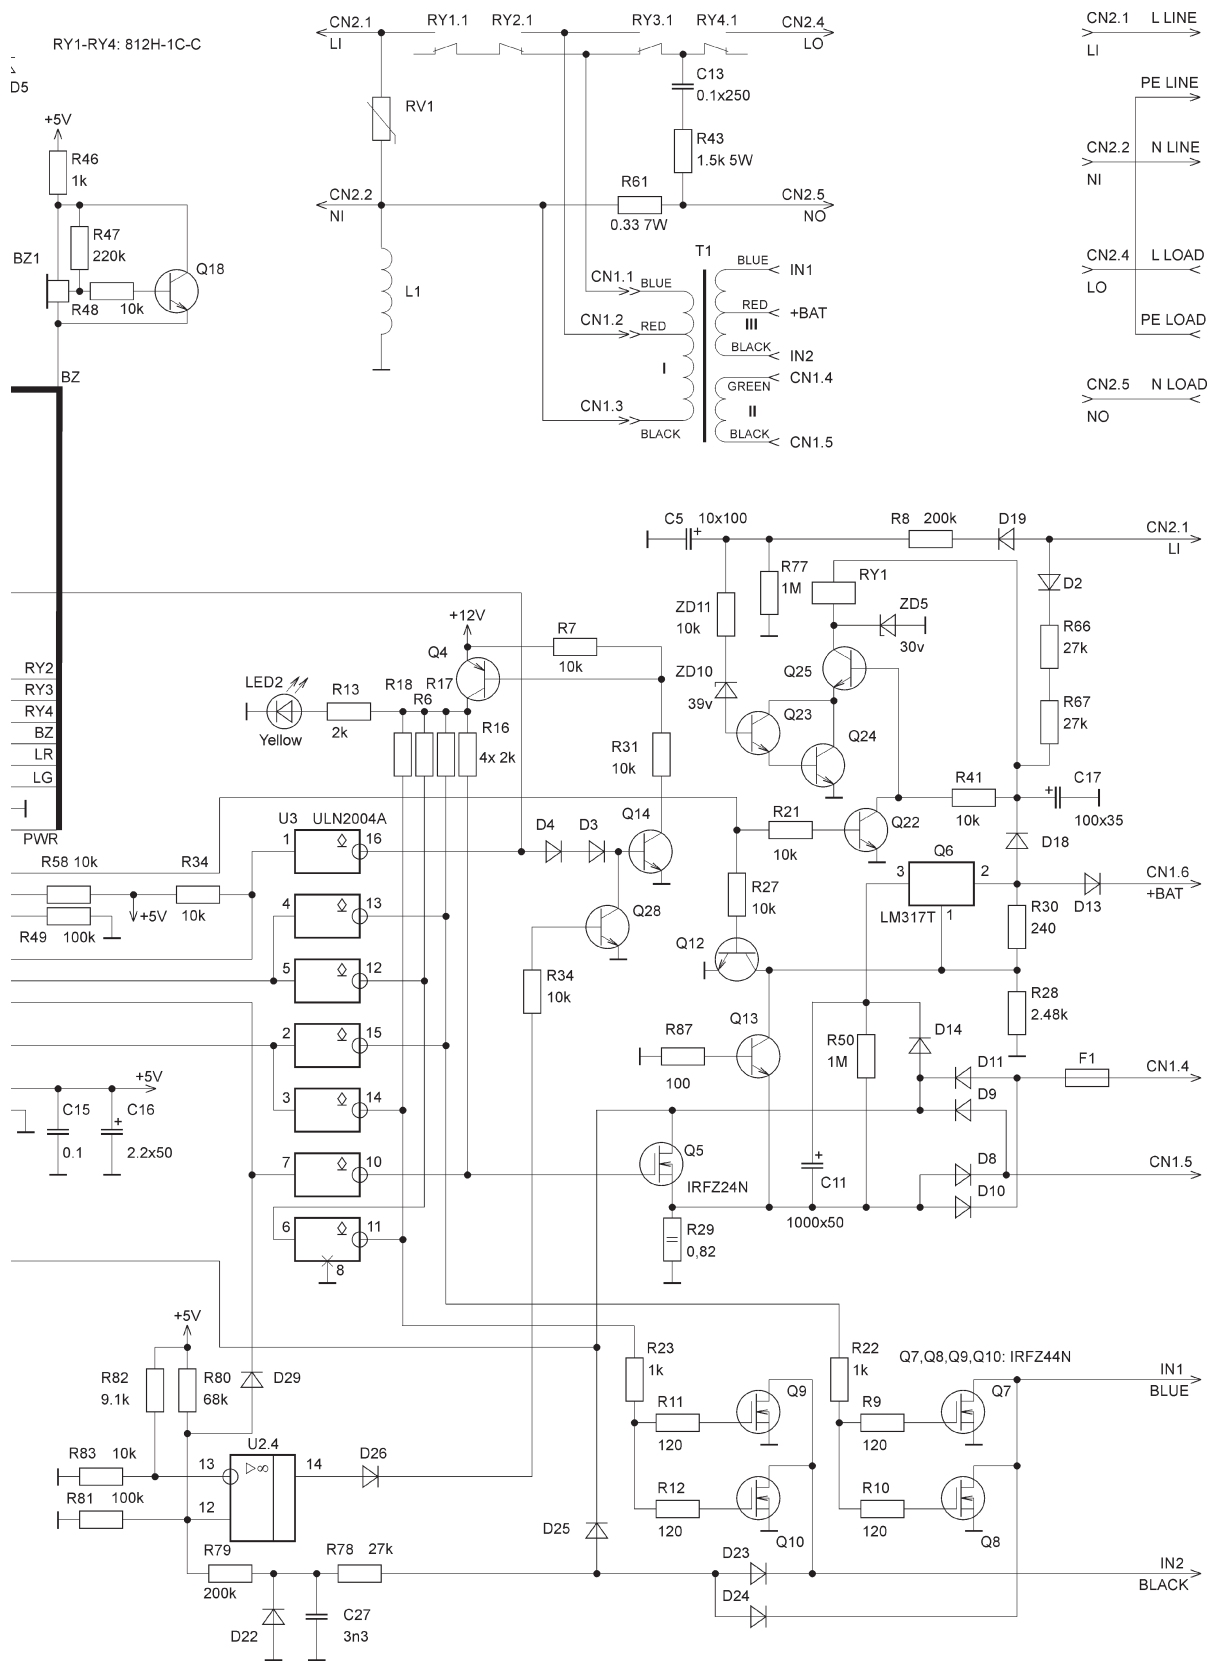 RY1-RY4: 812H-1C-C
CN2.1 RY1.1 RY2.1 RY3.1 RY4.1 CN2.4
LI LO
CN2.1 L LINE
LI
PE LINE
CN2.2 N LINE
NI
CN2.4 L LOAD
LO
PE LOAD
CN2.5 N LOAD
NO
D5
+5V
R46
1k
R47
220k
BZ1
R48 10k
Q18
BZ
RV1
C13
0.1x250
R43
1.5k 5W
CN2.2
NI
R61
0.33 7W
CN2.5
NO
L1
T1
CN1.1 BLUE
CN1.2 RED
I
CN1.3 BLACK
BLUE IN1
RED +BAT
III
BLACK IN2
CN1.4
GREEN
II
BLACK CN1.5
C5 + 10x100
R8 200k D19
CN2.1
LI
R77
1M
RY1
D2
ZD11
10k
ZD5
30v
R66
27k
ZD10
39v
Q25
Q23
Q24
R67
27k
+12V
R7
10k
Q4
LED2
Yellow
R13
2k
R18 R17
R6
R16
4x 2k
R31
10k
RY2
RY3
RY4
BZ
LR
LG
PWR
R41
10k
+ C17
100x35
R21
10k
Q22
D18
U3 ULN2004A
1 16
D4 D3
Q14
R58 10k
R34
10k
+5V
R49
100k
4 13
5 12
2 15
3 14
7 10
6 11
8
Q28
R34
10k
R27
10k
Q12
Q6
3 2
LM317T 1
D13
CN1.6
+BAT
R30
240
R28
2.48k
Q13
R87
100
R50
1M
D14
D11
F1
CN1.4
D9
D8
CN1.5
D10
+
C11
1000x50
Q5
IRFZ24N
R29
0,82
+5V
C15
0.1
C16
+
2.2x50
+5V
R82
9.1k
R80
68k
D29
R83 10k
R81 100k
U2.4
13 14
12
▷∞
D26
R79
200k
R78 27k
D22
C27
3n3
D25
R23
1k
R11
120
Q9
R12
120
Q10
R22
1k
Q7,Q8,Q9,Q10: IRFZ44N
R9
120
Q7
R10
120
Q8
IN1
BLUE
D23
D24
IN2
BLACK